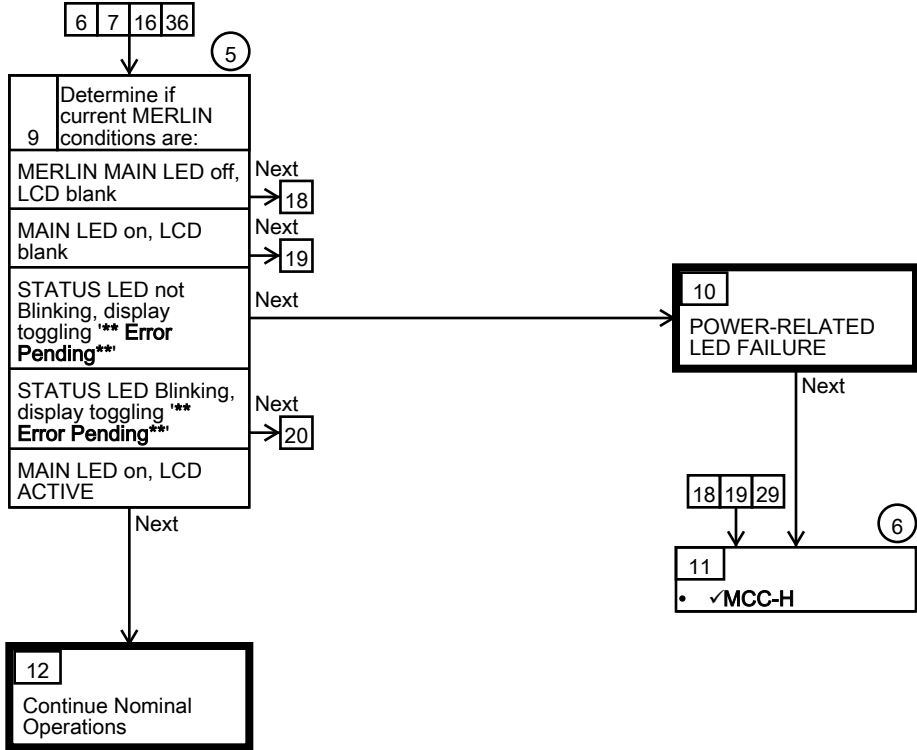 6 7 16 36
5
9
Determine if
current MERLIN
conditions are:
MERLIN MAIN LED off,
LCD blank
Next
18
MAIN LED on, LCD
blank
Next
19
STATUS LED not
Blinking, display
toggling '** Error
Pending**'
Next
STATUS LED Blinking,
display toggling '**
Error Pending**'
Next
20
MAIN LED on, LCD
ACTIVE
Next
10
POWER-RELATED
LED FAILURE
Next
18 19 29
6
11
• ✓MCC-H
12
Continue Nominal
Operations